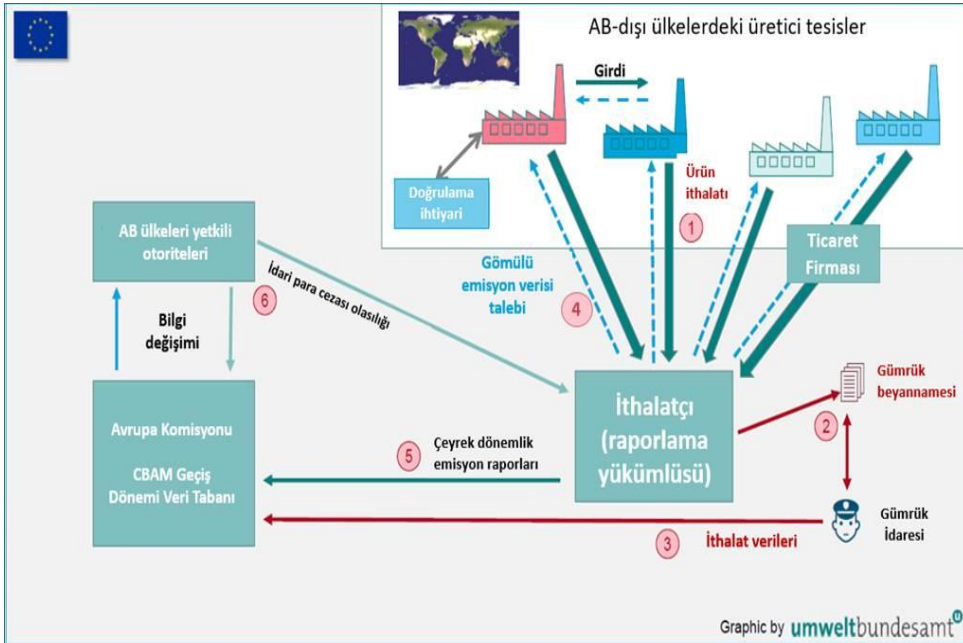 AB-dışı ülkelerdeki üretici tesisler
Girdi
Doğrulama
ihtiyari
Ürün
ithalatı
1
Ticaret
Firması
AB ülkeleri yetkili
otoriteleri
İdari para cezası olasılığı
6
Gömülü
emisyon verisi
talebi
4
Bilgi
değişimi
Gümrük
beyannamesi
2
İthalatçı
(raporlama
yükümlüsü)
Avrupa Komisyonu
CBAM Geçiş
Dönemi Veri Tabanı
Çeyrek dönemlik
emisyon raporları
5
Gümrük
İdaresi
3
İthalat verileri
Graphic by umweltbundesamt u